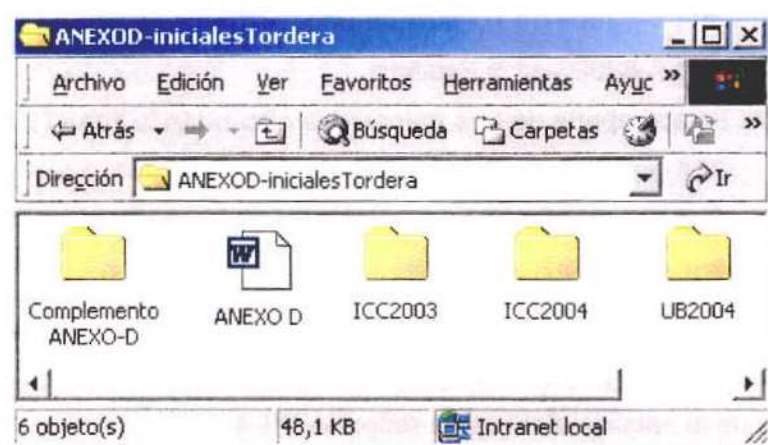 ANEXOD-inicialesTordera
Archivo Edición Ver Favoritos Herramientas Ayuc »
Atrás Búsqueda Carpetas »
Dirección ANEXOD-inicialesTordera Ir
Complemento ANEXO-D
ANEXO D
ICC2003
ICC2004
UB2004
6 objeto(s) 48,1 KB Intranet local